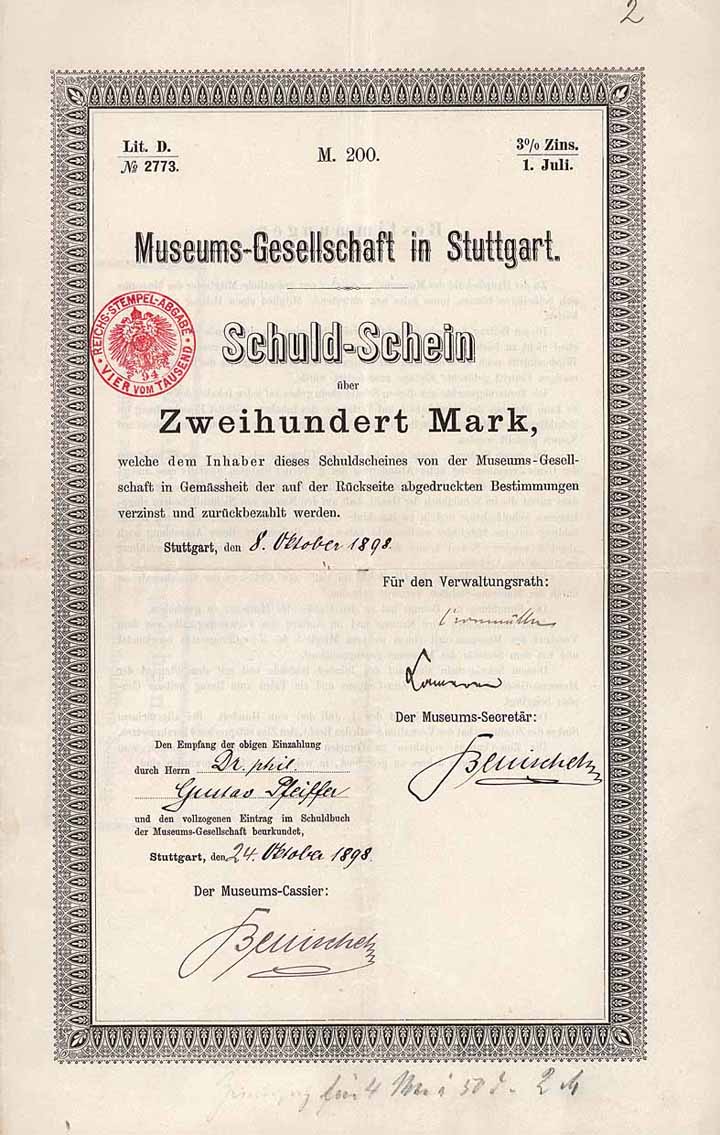 2
Lit. D.
№ 2773.
M. 200.
3% Zins.
1. Juli.
Museums-Gesellschaft in Stuttgart.
REICHS-STEMPEL-ABGABE
94
VIER VOM TAUSEND
Schuld-Schein
über
Zweihundert Mark,
welche dem Inhaber dieses Schuldscheines von der Museums-Gesell-
schaft in Gemässheit der auf der Rückseite abgedruckten Bestimmungen
verzinst und zurückbezahlt werden.
Stuttgart, den 8. Oktober 1898.
Für den Verwaltungsrath:
Der Museums-Secretär:
Den Empfang der obigen Einzahlung
durch Herrn Dr. phil.
Gustav Pfeiffer
und den vollzogenen Eintrag im Schuldbuch
der Museums-Gesellschaft beurkundet,
Stuttgart, den 24. Oktober 1898.
Der Museums-Cassier:
für 4